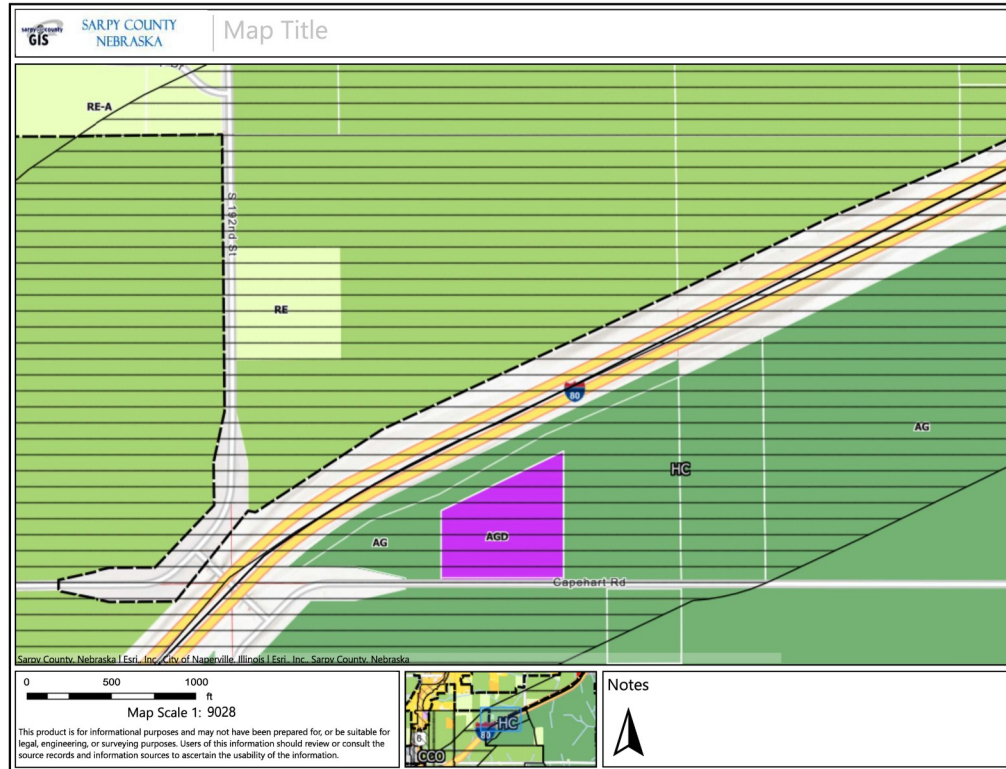 sarpy county
GIS
SARPY COUNTY
NEBRASKA
Map Title
RE-A
S 192nd St
RE
80
AG
HC
AGD
AG
Capehart Rd
Sarpy County, Nebraska | Esri., Inc., City of Naperville, Illinois | Esri., Inc., Sarpy County, Nebraska
0 500 1000
ft
Map Scale 1: 9028
This product is for informational purposes and may not have been prepared for, or be suitable for
legal, engineering, or surveying purposes. Users of this information should review or consult the
source records and information sources to ascertain the usability of the information.
HC
80
6
CCO
Notes